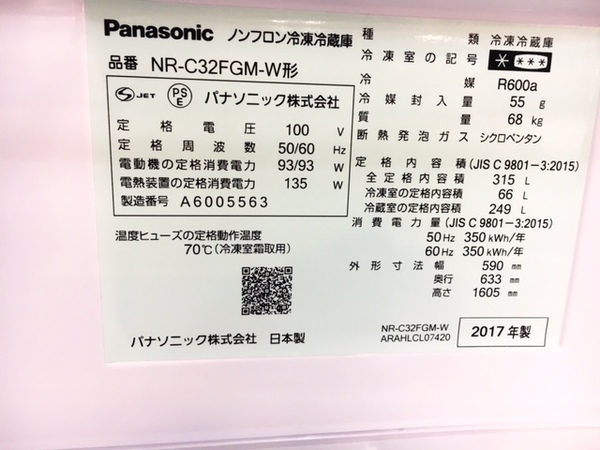 Panasonic ノンフロン冷凍冷蔵庫
品番 NR-C32FGM-W形
JET PSE パナソニック株式会社
定格電圧 100 V
定格周波数 50/60 Hz
電動機の定格消費電力 93/93 W
電熱装置の定格消費電力 135 W
製造番号 A6005563
温度ヒューズの定格動作温度
70℃(冷凍室霜取用)
パナソニック株式会社 日本製
種類 冷凍冷蔵庫
冷凍室の記号 * ***
冷媒 R600a
冷媒封入量 55 g
質量 68 kg
断熱発泡ガス シクロペンタン
定格内容積(JIS C 9801-3:2015)
全定格内容積 315 L
冷凍室の定格内容積 66 L
冷蔵室の定格内容積 249 L
消費電力量(JIS C 9801-3:2015)
50Hz 350kWh/年
60Hz 350kWh/年
外形寸法 幅 590 mm
奥行 633 mm
高さ 1605 mm
NR-C32FGM-W
ARAHLCL07420
2017年製